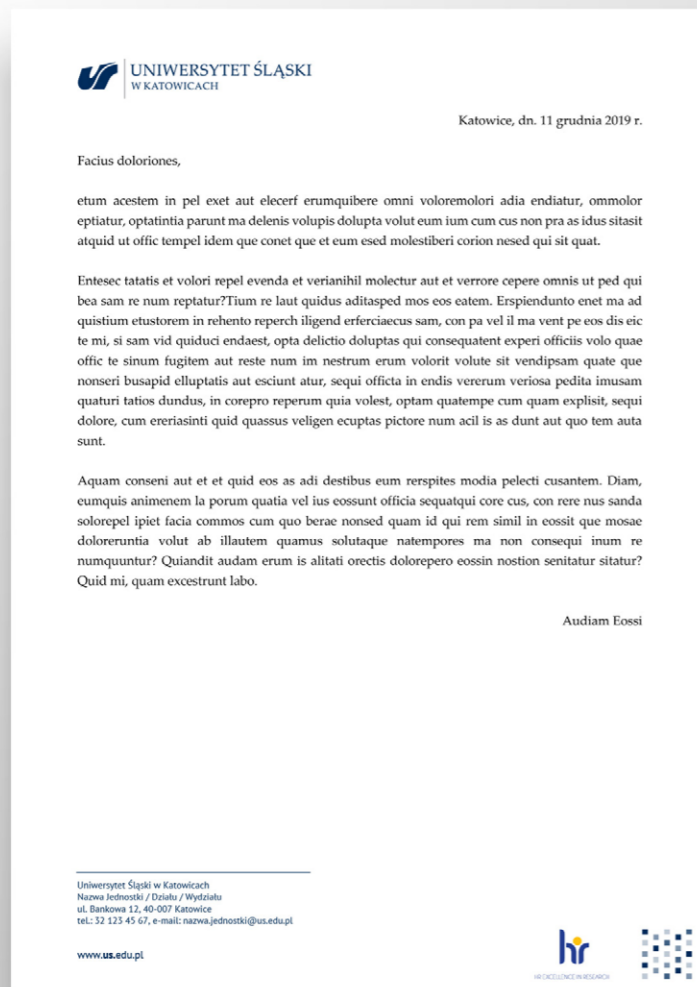 UNIWERSYTET ŚLĄSKI
W KATOWICACH
Katowice, dn. 11 grudnia 2019 r.
Facius doloriones,
etum acestem in pel exet aut elecerf erumquibere omni voloremolori adia endiatur, ommolor
eptiatur, optatintia parunt ma delenis volupis dolupta volut eum ium cum cus non pra as idus sitasit
atquid ut offic tempel idem que conet que et eum esed molestiberi corion nesed qui sit quat.
Entesec tatatis et volori repel evenda et verianihil molectur aut et verrore cepere omnis ut ped qui
bea sam re num reptatur?Tium re laut quidus aditasped mos eos eatem. Erspiendunto enet ma ad
quistium etustorem in rehento reperch iligend erferciaecus sam, con pa vel il ma vent pe eos dis eic
te mi, si sam vid quiduci endaest, opta delictio doluptas qui consequatent experi officiis volo quae
offic te sinum fugitem aut reste num im nestrum erum volorit volute sit vendipsam quate que
nonseri busapid elluptatis aut esciunt atur, sequi officta in endis vererum veriosa pedita imusam
quaturi tatios dundus, in corepro reperum quia volest, optam quatempe cum quam explisit, sequi
dolore, cum ereriasinti quid quassus veligen ecuptas pictore num acil is as dunt aut quo tem auta
sunt.
Aquam conseni aut et et quid eos as adi destibus eum rerspites modia pelecti cusantem. Diam,
eumquis animenem la porum quatia vel ius eossunt officia sequatqui core cus, con rere nus sanda
solorepel ipiet facia commos cum quo berae nonsed quam id qui rem simil in eossit que mosae
doloreruntia volut ab illautem quamus solutaque natempores ma non consequi inum re
numquuntur? Quiandit audam erum is alitati orectis dolorepero eossin nostion senitatur sitatur?
Quid mi, quam excestrunt labo.
Audiam Eossi
Uniwersytet Śląski w Katowicach
Nazwa Jednostki / Działu / Wydziału
ul. Bankowa 12, 40-007 Katowice
tel.: 32 123 45 67, e-mail: nazwa.jednostki@us.edu.pl
www.us.edu.pl
hr
HR EXCELLENCE IN RESEARCH